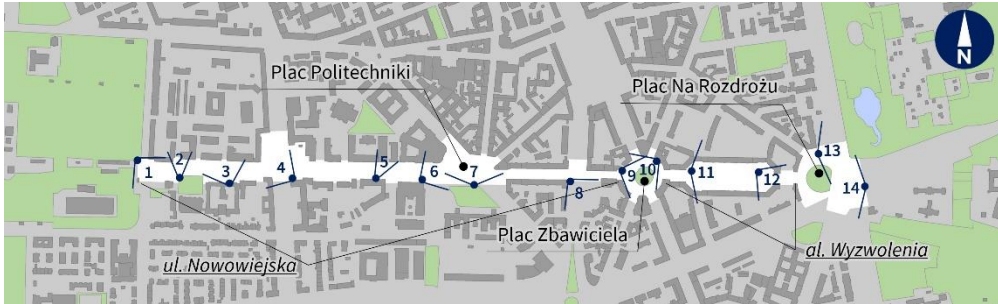 N
Plac Politechniki
Plac Na Rozdrożu
1
2
3
4
5
6
7
8
9
10
11
12
13
14
Plac Zbawiciela
ul. Nowowiejska
al. Wyzwolenia